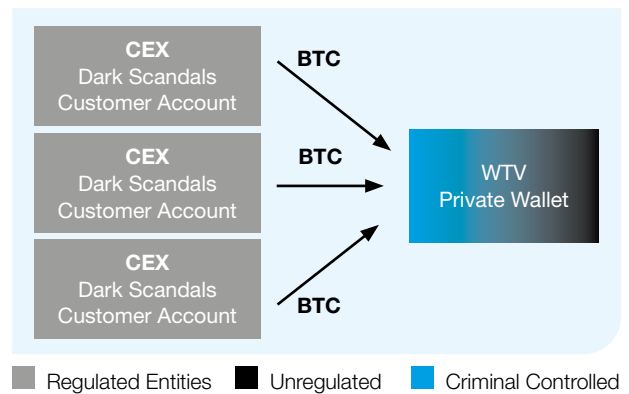 CEX
Dark Scandals
Customer Account
BTC
CEX
Dark Scandals
Customer Account
BTC
WTV
Private Wallet
CEX
Dark Scandals
Customer Account
BTC
Regulated Entities
Unregulated
Criminal Controlled